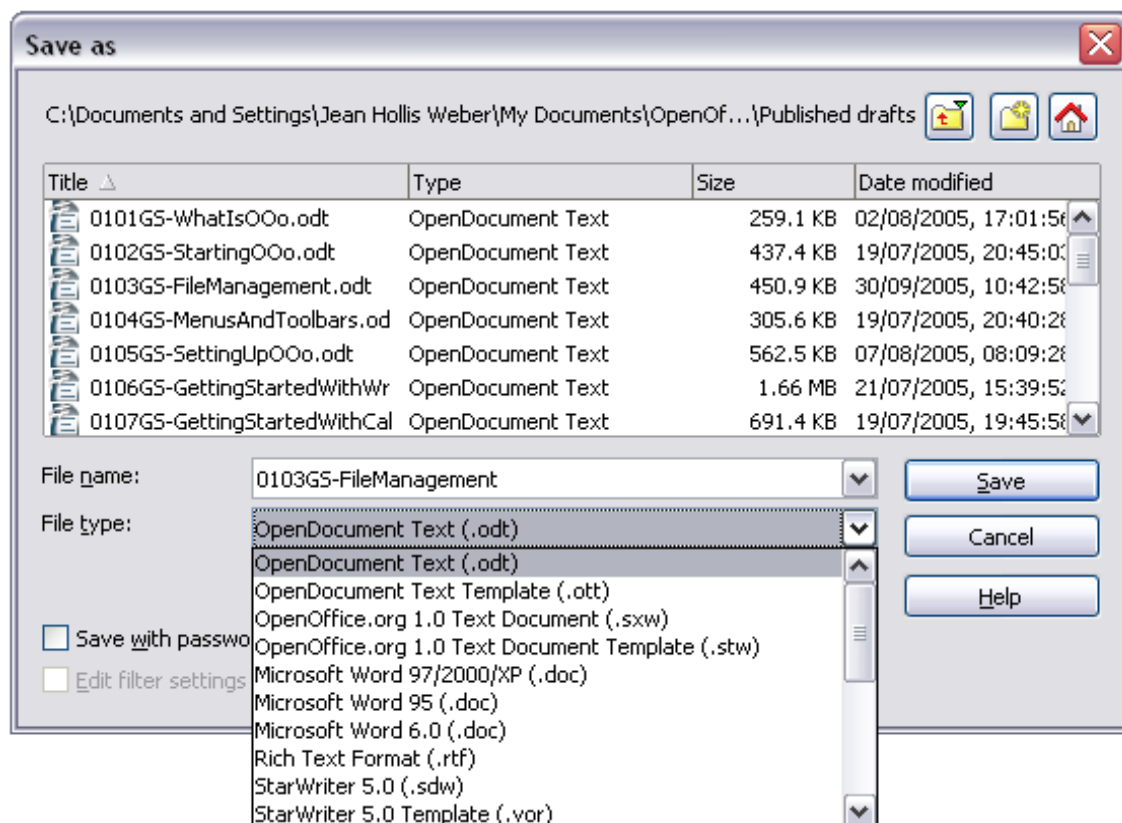 Save as
C:\Documents and Settings\Jean Hollis Weber\My Documents\OpenOf...\Published drafts
Title Type Size Date modified
0101GS-WhatIsOOo.odt OpenDocument Text 259.1 KB 02/08/2005, 17:01:56
0102GS-StartingOOo.odt OpenDocument Text 437.4 KB 19/07/2005, 20:45:03
0103GS-FileManagement.odt OpenDocument Text 450.9 KB 30/09/2005, 10:42:58
0104GS-MenusAndToolbars.od OpenDocument Text 305.6 KB 19/07/2005, 20:40:28
0105GS-SettingUpOOo.odt OpenDocument Text 562.5 KB 07/08/2005, 08:09:28
0106GS-GettingStartedWithWr OpenDocument Text 1.66 MB 21/07/2005, 15:39:52
0107GS-GettingStartedWithCal OpenDocument Text 691.4 KB 19/07/2005, 19:45:58
File name: 0103GS-FileManagement Save
File type: OpenDocument Text (.odt) Cancel
OpenDocument Text (.odt)
OpenDocument Text Template (.ott) Help
OpenOffice.org 1.0 Text Document (.sxw)
Save with passwo OpenOffice.org 1.0 Text Document Template (.stw)
Edit filter settings Microsoft Word 97/2000/XP (.doc)
Microsoft Word 95 (.doc)
Microsoft Word 6.0 (.doc)
Rich Text Format (.rtf)
StarWriter 5.0 (.sdw)
StarWriter 5.0 Template (.vor)